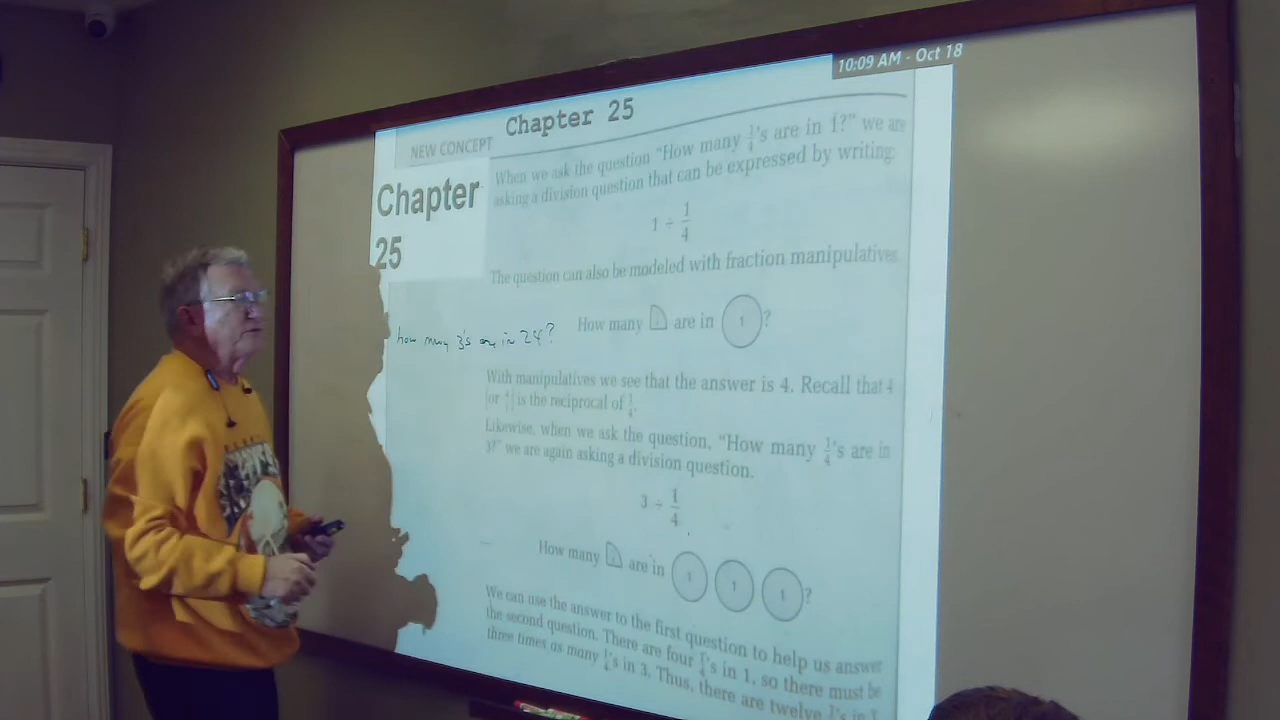 10:09 AM - Oct 18
Chapter 25
NEW CONCEPT
Chapter
25
When we ask the question "How many 1/4's are in 1?" we are
asking a division question that can be expressed by writing
1 ÷ 1/4
The question can also be modeled with fraction manipulatives
How many are in 1?
how many 3's are in 24?
With manipulatives we see that the answer is 4. Recall that 4
or is the reciprocal of 1/4.
Likewise, when we ask the question, "How many 1/4's are in
3?" we are again asking a division question.
3 ÷ 1/4
How many are in 1 1 1?
We can use the answer to the first question to help us answer
the second question. There are four 's in 1, so there must be
three times as many 1/4's in 3. Thus, there are twelve 's in 3